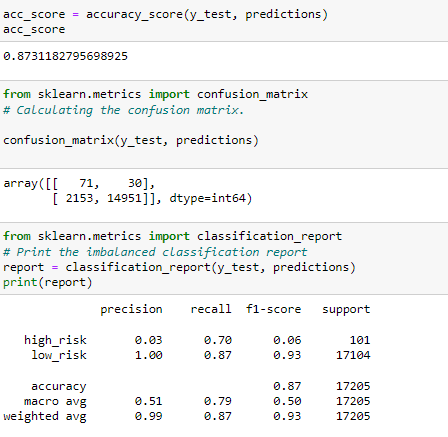 acc_score = accuracy_score(y_test, predictions)
acc_score
0.8731182795698925
from sklearn.metrics import confusion_matrix
# Calculating the confusion matrix.
confusion_matrix(y_test, predictions)
array([[   71,    30],
       [ 2153, 14951]], dtype=int64)
from sklearn.metrics import classification_report
# Print the imbalanced classification report
report = classification_report(y_test, predictions)
print(report)
              precision    recall  f1-score   support
   high_risk       0.03      0.70      0.06       101
    low_risk       1.00      0.87      0.93     17104
    accuracy                           0.87     17205
   macro avg       0.51      0.79      0.50     17205
weighted avg       0.99      0.87      0.93     17205